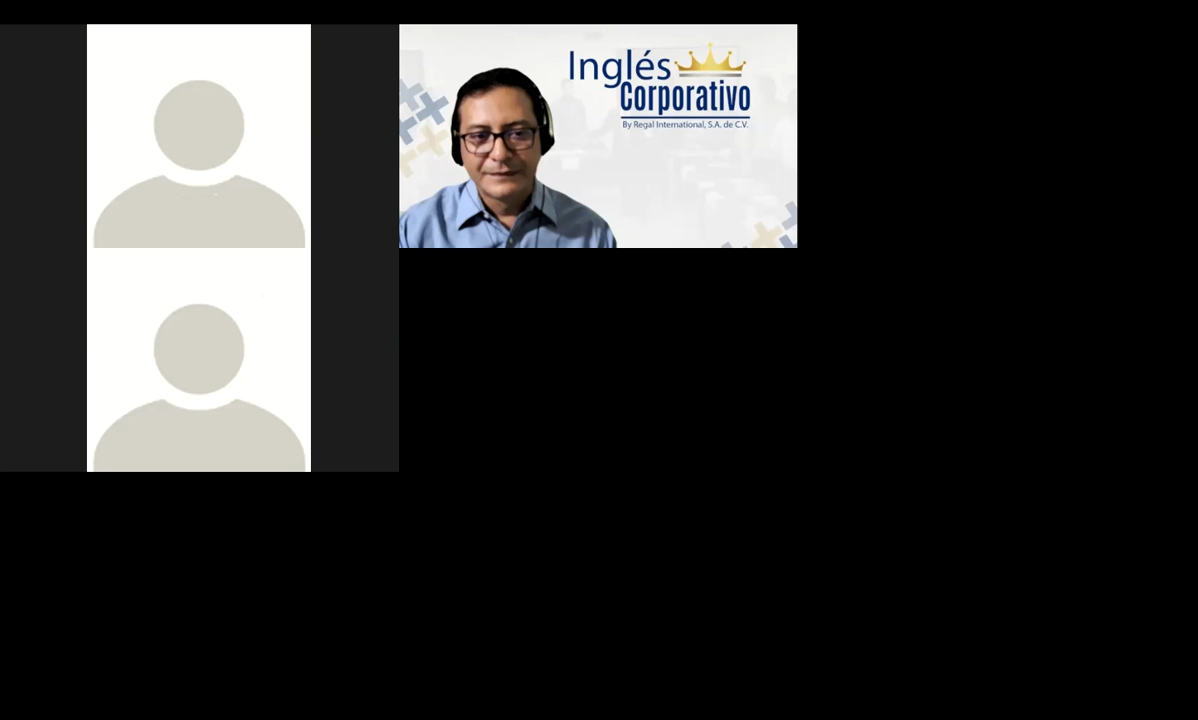 Inglés
Corporativo
By Regal International, S.A. de C.V.